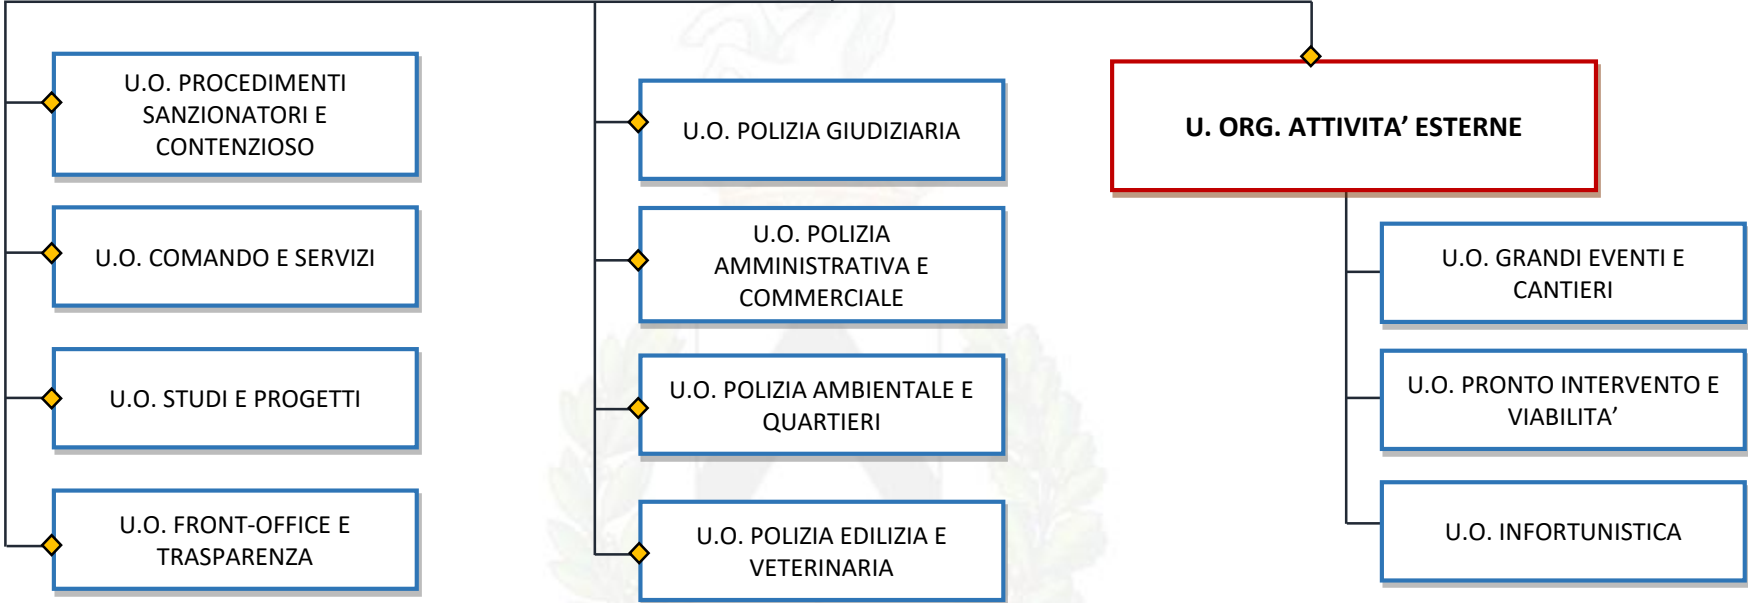 U.O. PROCEDIMENTI
SANZIONATORI E
CONTENZIOSO
U.O. COMANDO E SERVIZI
U.O. STUDI E PROGETTI
U.O. FRONT-OFFICE E
TRASPARENZA
U.O. POLIZIA GIUDIZIARIA
U.O. POLIZIA
AMMINISTRATIVA E
COMMERCIALE
U.O. POLIZIA AMBIENTALE E
QUARTIERI
U.O. POLIZIA EDILIZIA E
VETERINARIA
U. ORG. ATTIVITA’ ESTERNE
U.O. GRANDI EVENTI E
CANTIERI
U.O. PRONTO INTERVENTO E
VIABILITA’
U.O. INFORTUNISTICA